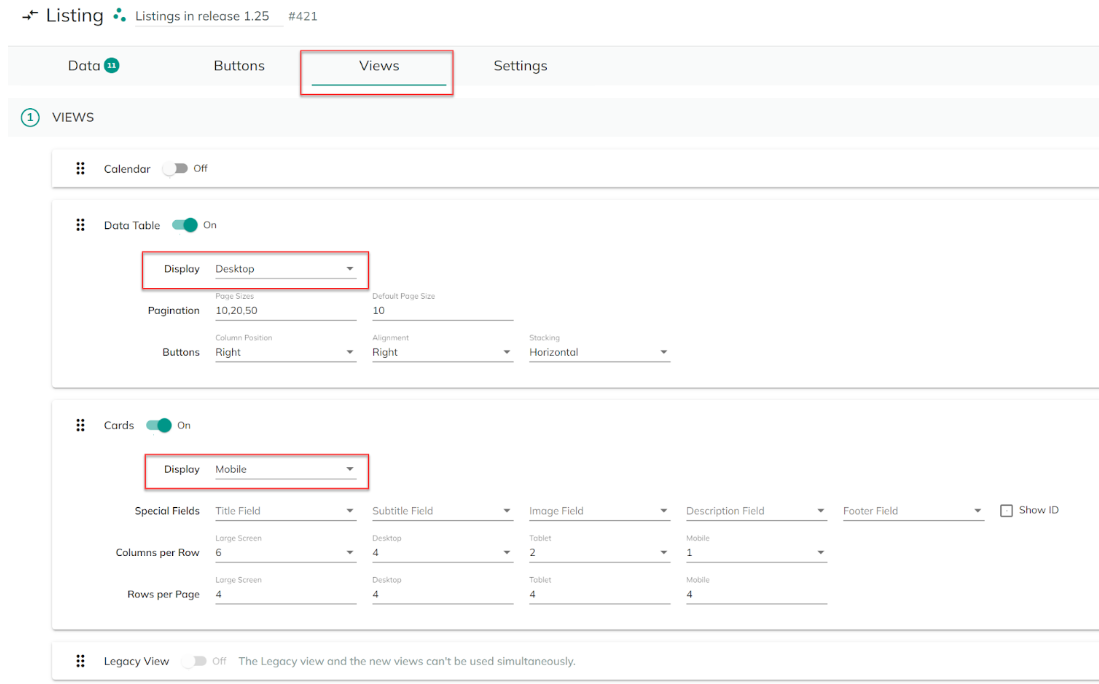 Listing Listings in release 1.25 #421
Data 11 Buttons Views Settings
1 VIEWS
Calendar Off
Data Table On
Display Desktop
Page Sizes Default Page Size
Pagination 10,20,50 10
Column Position Alignment Stacking
Buttons Right Right Horizontal
Cards On
Display Mobile
Special Fields Title Field Subtitle Field Image Field Description Field Footer Field Show ID
Large Screen Desktop Tablet Mobile
Columns per Row 6 4 2 1
Large Screen Desktop Tablet Mobile
Rows per Page 4 4 4 4
Legacy View Off The Legacy view and the new views can't be used simultaneously.